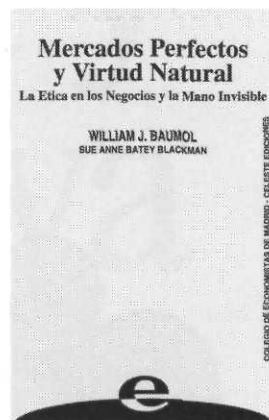 Mercados Perfectos
y Virtud Natural
La Etica en los Negocios y la Mano Invisible
WILLIAM J. BAUMOL
SUE ANNE BATEY BLACKMAN
COLEGIO DE ECONOMISTAS DE MADRID - CELESTE EDICIONES
e